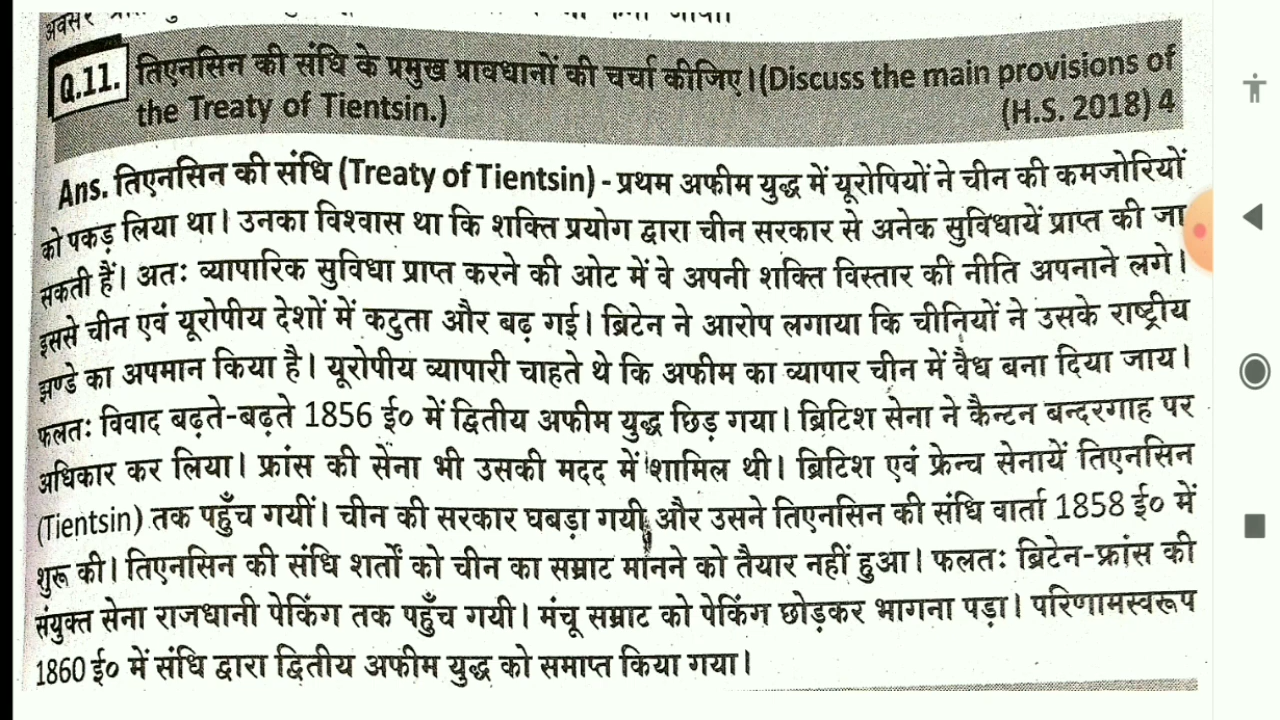 अवसर
Q.11. तिएनसिन की संधि के प्रमुख प्रावधानों की चर्चा कीजिए। (Discuss the main provisions of
the Treaty of Tientsin.) (H.S. 2018) 4
Ans. तिएनसिन की संधि (Treaty of Tientsin) - प्रथम अफीम युद्ध में यूरोपियों ने चीन की कमजोरियों
को पकड़ लिया था। उनका विश्वास था कि शक्ति प्रयोग द्वारा चीन सरकार से अनेक सुविधायें प्राप्त की जा
सकती हैं। अतः व्यापारिक सुविधा प्राप्त करने की ओट में वे अपनी शक्ति विस्तार की नीति अपनाने लगे।
इससे चीन एवं यूरोपीय देशों में कटुता और बढ़ गई। ब्रिटेन ने आरोप लगाया कि चीनियों ने उसके राष्ट्रीय
झण्डे का अपमान किया है। यूरोपीय व्यापारी चाहते थे कि अफीम का व्यापार चीन में वैध बना दिया जाय।
फलतः विवाद बढ़ते-बढ़ते 1856 ई० में द्वितीय अफीम युद्ध छिड़ गया। ब्रिटिश सेना ने कैन्टन बन्दरगाह पर
अधिकार कर लिया। फ्रांस की सेना भी उसकी मदद में शामिल थी। ब्रिटिश एवं फ्रेन्च सेनायें तिएनसिन
(Tientsin) तक पहुँच गयीं। चीन की सरकार घबड़ा गयी और उसने तिएनसिन की संधि वार्ता 1858 ई० में
शुरू की। तिएनसिन की संधि शर्तों को चीन का सम्राट मानने को तैयार नहीं हुआ। फलतः ब्रिटेन-फ्रांस की
संयुक्त सेना राजधानी पेकिंग तक पहुँच गयी। मंचू सम्राट को पेकिंग छोड़कर भागना पड़ा। परिणामस्वरूप
1860 ई० में संधि द्वारा द्वितीय अफीम युद्ध को समाप्त किया गया।